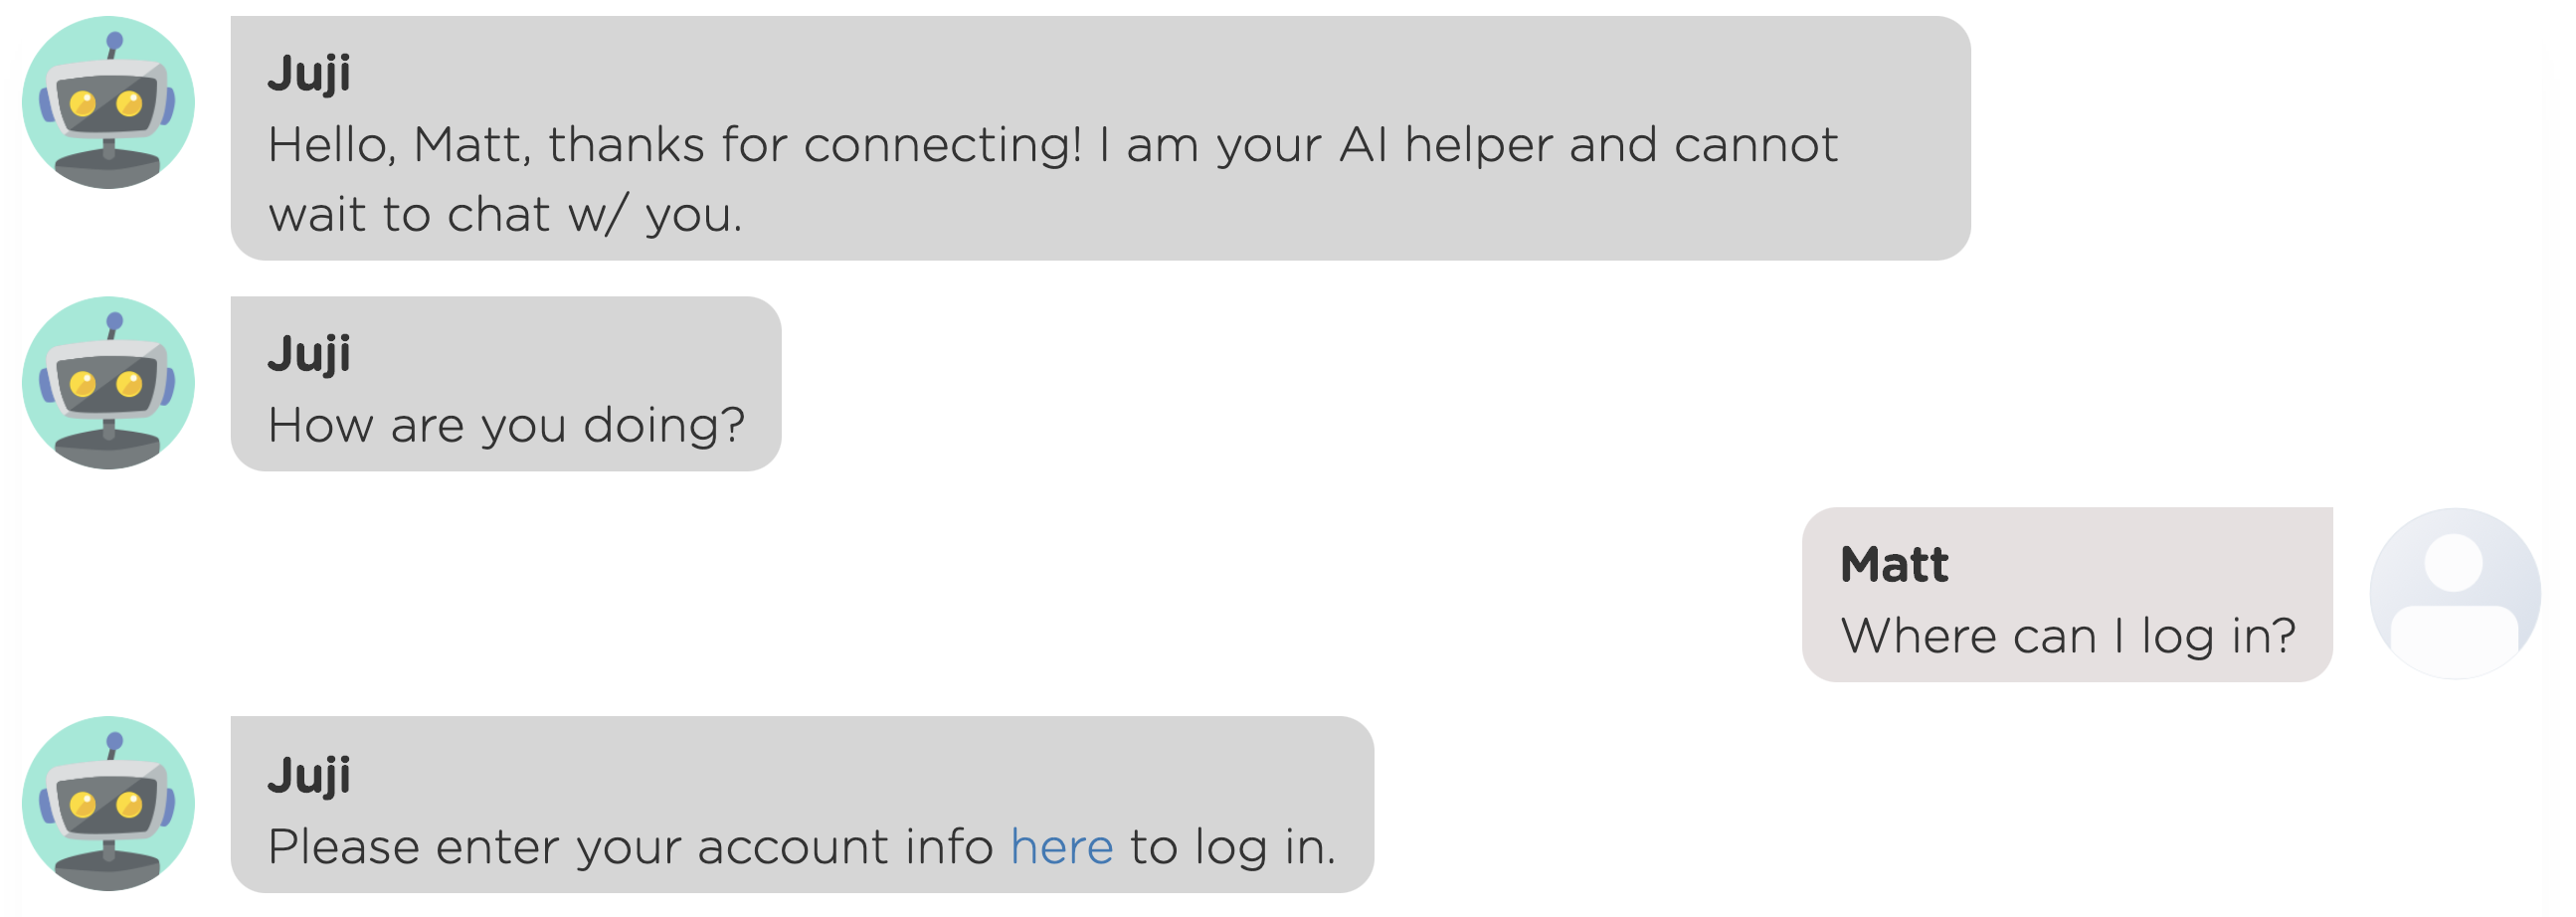 Juji
Hello, Matt, thanks for connecting! I am your AI helper and cannot
wait to chat w/ you.
Juji
How are you doing?
Matt
Where can I log in?
Juji
Please enter your account info here to log in.